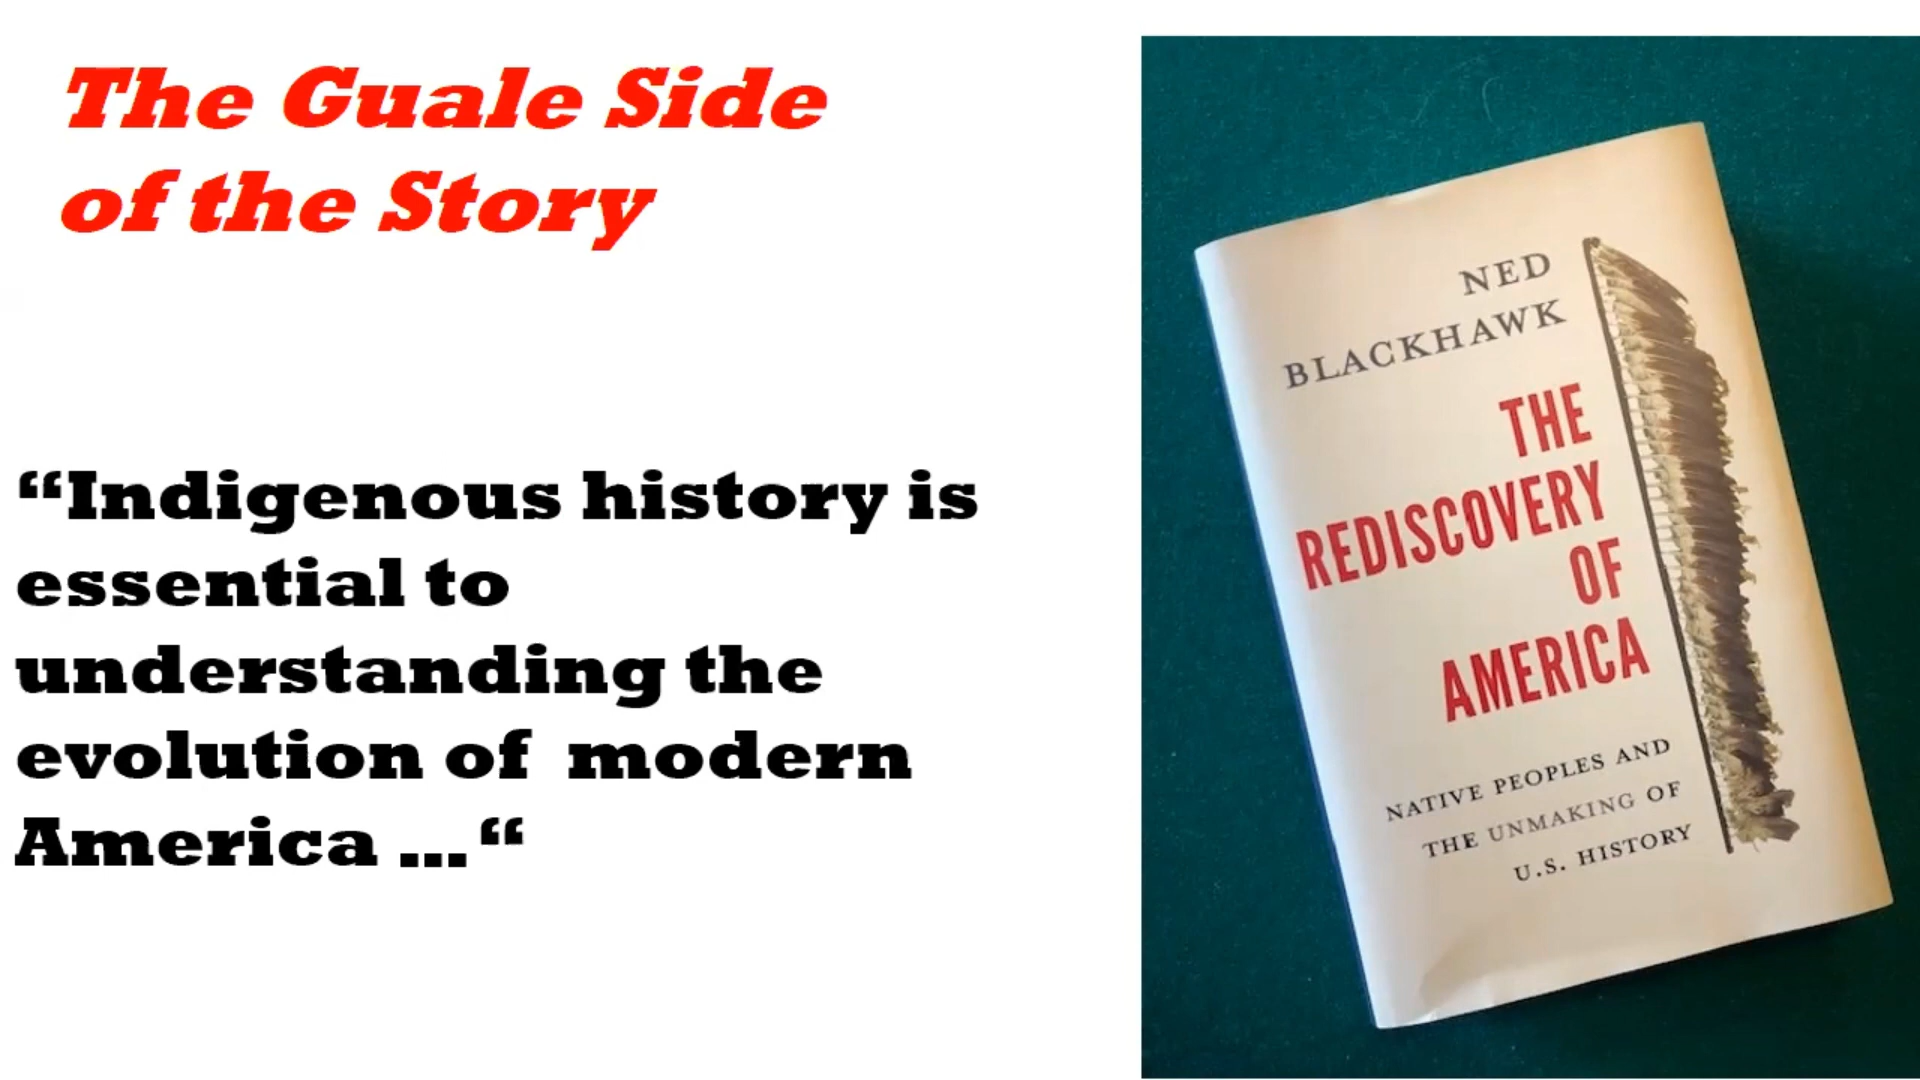 The Guale Side
of the Story
“Indigenous history is
essential to
understanding the
evolution of modern
America ...“
NED
BLACKHAWK
THE
REDISCOVERY
OF
AMERICA
NATIVE PEOPLES AND
THE UNMAKING OF
U.S. HISTORY